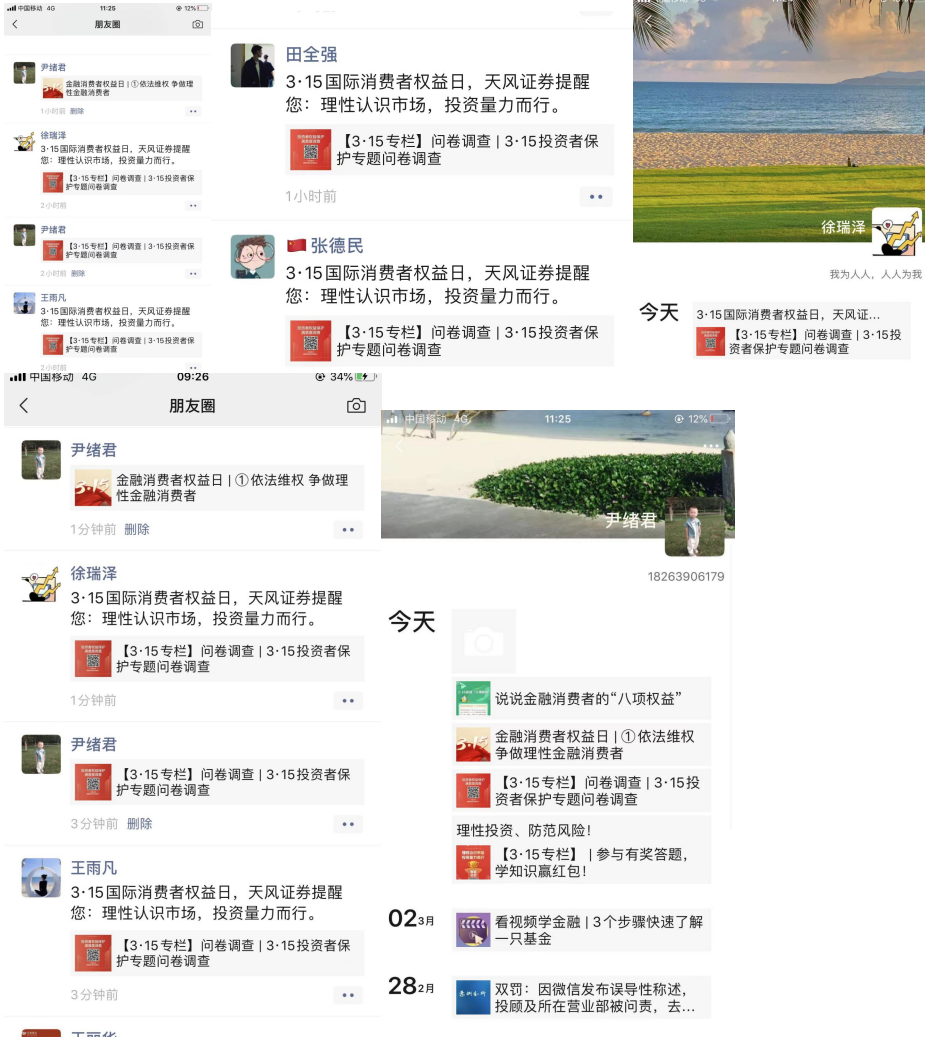 中国移动 4G 11:25 12%
朋友圈
尹绪君
金融消费者权益日 | ①依法维权 争做理
性金融消费者
1小时前 删除
徐瑞泽
3·15国际消费者权益日，天风证券提醒
您：理性认识市场，投资量力而行。
【3·15专栏】问卷调查 | 3·15投资者保
护专题问卷调查
2小时前
尹绪君
【3·15专栏】问卷调查 | 3·15投资者保
护专题问卷调查
2小时前 删除
王雨凡
3·15国际消费者权益日，天风证券提醒
您：理性认识市场，投资量力而行。
【3·15专栏】问卷调查 | 3·15投资者保
护专题问卷调查
2小时前
田全强
3·15国际消费者权益日，天风证券提醒
您：理性认识市场，投资量力而行。
【3·15专栏】问卷调查 | 3·15投资者保
护专题问卷调查
1小时前
张德民
3·15国际消费者权益日，天风证券提醒
您：理性认识市场，投资量力而行。
【3·15专栏】问卷调查 | 3·15投资者保
护专题问卷调查
徐瑞泽
我为人人，人人为我
今天
3·15国际消费者权益日，天风证...
【3·15专栏】问卷调查 | 3·15投
资者保护专题问卷调查
中国移动 4G 09:26 34%
朋友圈
尹绪君
3·15
金融消费者权益日 | ①依法维权 争做理
性金融消费者
1分钟前 删除
徐瑞泽
3·15国际消费者权益日，天风证券提醒
您：理性认识市场，投资量力而行。
【3·15专栏】问卷调查 | 3·15投资者保
护专题问卷调查
1分钟前
尹绪君
【3·15专栏】问卷调查 | 3·15投资者保
护专题问卷调查
3分钟前 删除
王雨凡
3·15国际消费者权益日，天风证券提醒
您：理性认识市场，投资量力而行。
【3·15专栏】问卷调查 | 3·15投资者保
护专题问卷调查
3分钟前
王丽华
中国移动 4G 11:25 12%
尹绪君
18263906179
今天
说说金融消费者的“八项权益”
3·15
金融消费者权益日 | ①依法维权
争做理性金融消费者
【3·15专栏】问卷调查 | 3·15投
资者保护专题问卷调查
理性投资、防范风险！
【3·15专栏】 | 参与有奖答题，
学知识赢红包！
02 3月
看视频学金融 | 3个步骤快速了解
一只基金
28 2月
案例剖析
双罚：因微信发布误导性称述，
投顾及所在营业部被问责，去...